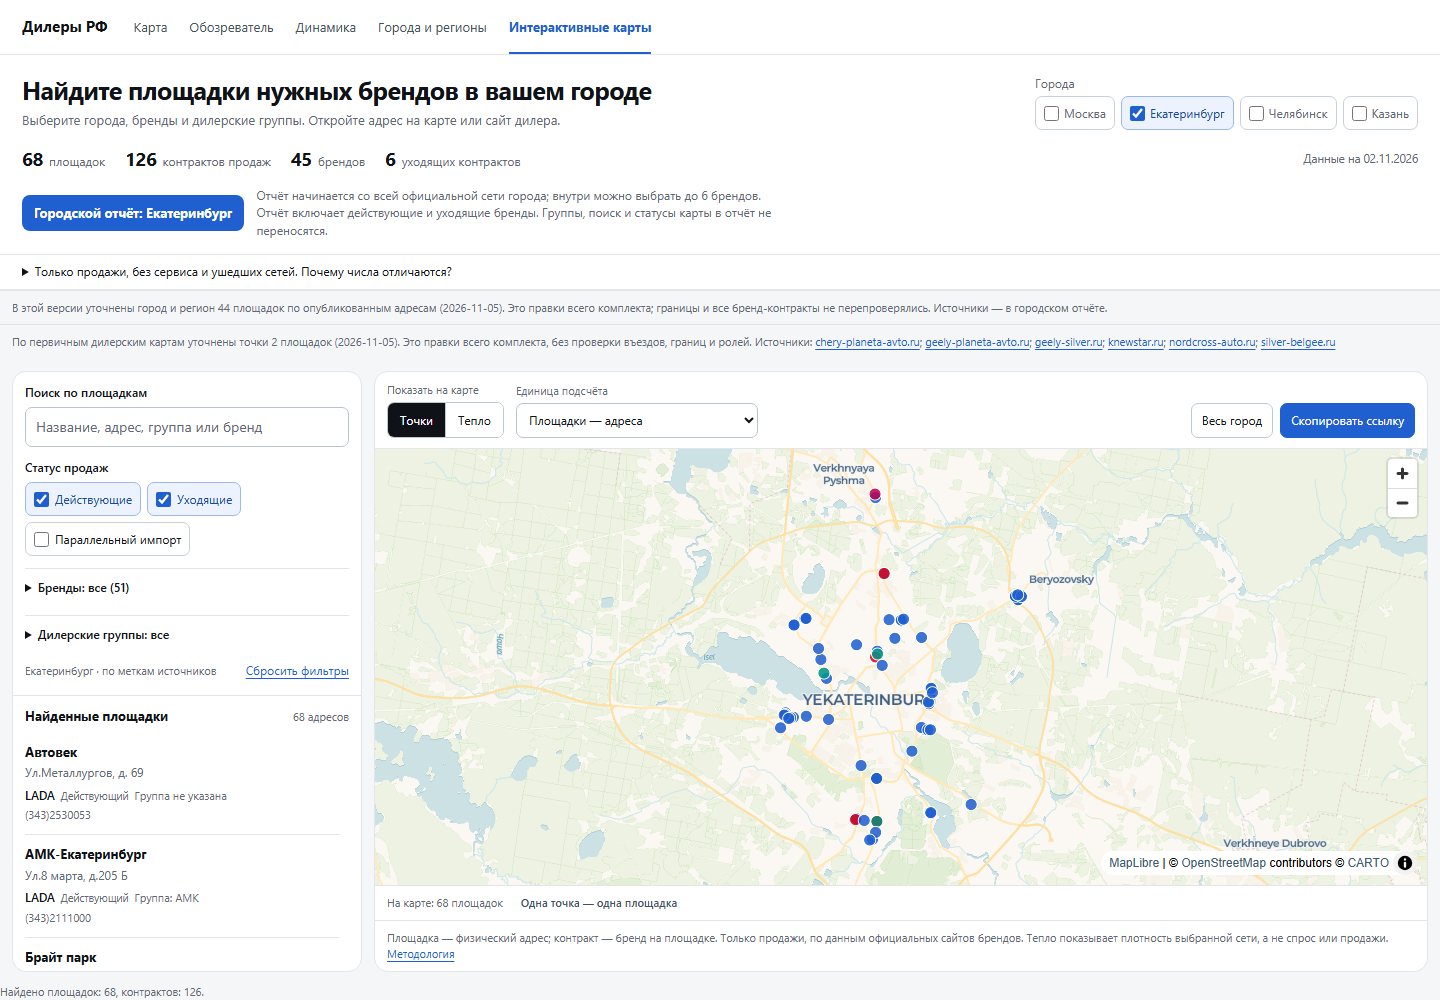 Дилеры РФ
Карта
Обозреватель
Динамика
Города и регионы
Интерактивные карты
Найдите площадки нужных брендов в вашем городе
Выберите города, бренды и дилерские группы. Откройте адрес на карте или сайт дилера.
Города
Москва
Екатеринбург
Челябинск
Казань
68 площадок 126 контрактов продаж 45 брендов 6 уходящих контрактов
Данные на 02.11.2026
Городской отчёт: Екатеринбург
Отчёт начинается со всей официальной сети города; внутри можно выбрать до 6 брендов.
Отчёт включает действующие и уходящие бренды. Группы, поиск и статусы карты в отчёт не
переносятся.
Только продажи, без сервиса и ушедших сетей. Почему числа отличаются?
В этой версии уточнены город и регион 44 площадок по опубликованным адресам (2026-11-05). Это правки всего комплекта; границы и все бренд-контракты не перепроверялись. Источники — в городском отчёте.
По первичным дилерским картам уточнены точки 2 площадок (2026-11-05). Это правки всего комплекта, без проверки въездов, границ и ролей. Источники: chery-planeta-avto.ru; geely-planeta-avto.ru; geely-silver.ru; knewstar.ru; nordcross-auto.ru; silver-belgee.ru
Поиск по площадкам
Название, адрес, группа или бренд
Статус продаж
Действующие
Уходящие
Параллельный импорт
Бренды: все (51)
Дилерские группы: все
Екатеринбург · по меткам источников
Сбросить фильтры
Найденные площадки
68 адресов
Автовек
Ул.Металлургов, д. 69
LADA Действующий Группа не указана
(343)2530053
АМК-Екатеринбург
Ул.8 марта, д.205 Б
LADA Действующий Группа: АМК
(343)2111000
Брайт парк
Показать на карте
Точки
Тепло
Единица подсчёта
Площадки — адреса
Весь город
Скопировать ссылку
Verkhnyaya
Pyshma
+
−
Beryozovsky
Iset
YEKATERINBUR
Verkhneye Dubrovo
MapLibre | © OpenStreetMap contributors © CARTO
На карте: 68 площадок
Одна точка — одна площадка
Площадка — физический адрес; контракт — бренд на площадке. Только продажи, по данным официальных сайтов брендов. Тепло показывает плотность выбранной сети, а не спрос или продажи.
Методология
Найдено площадок: 68, контрактов: 126.